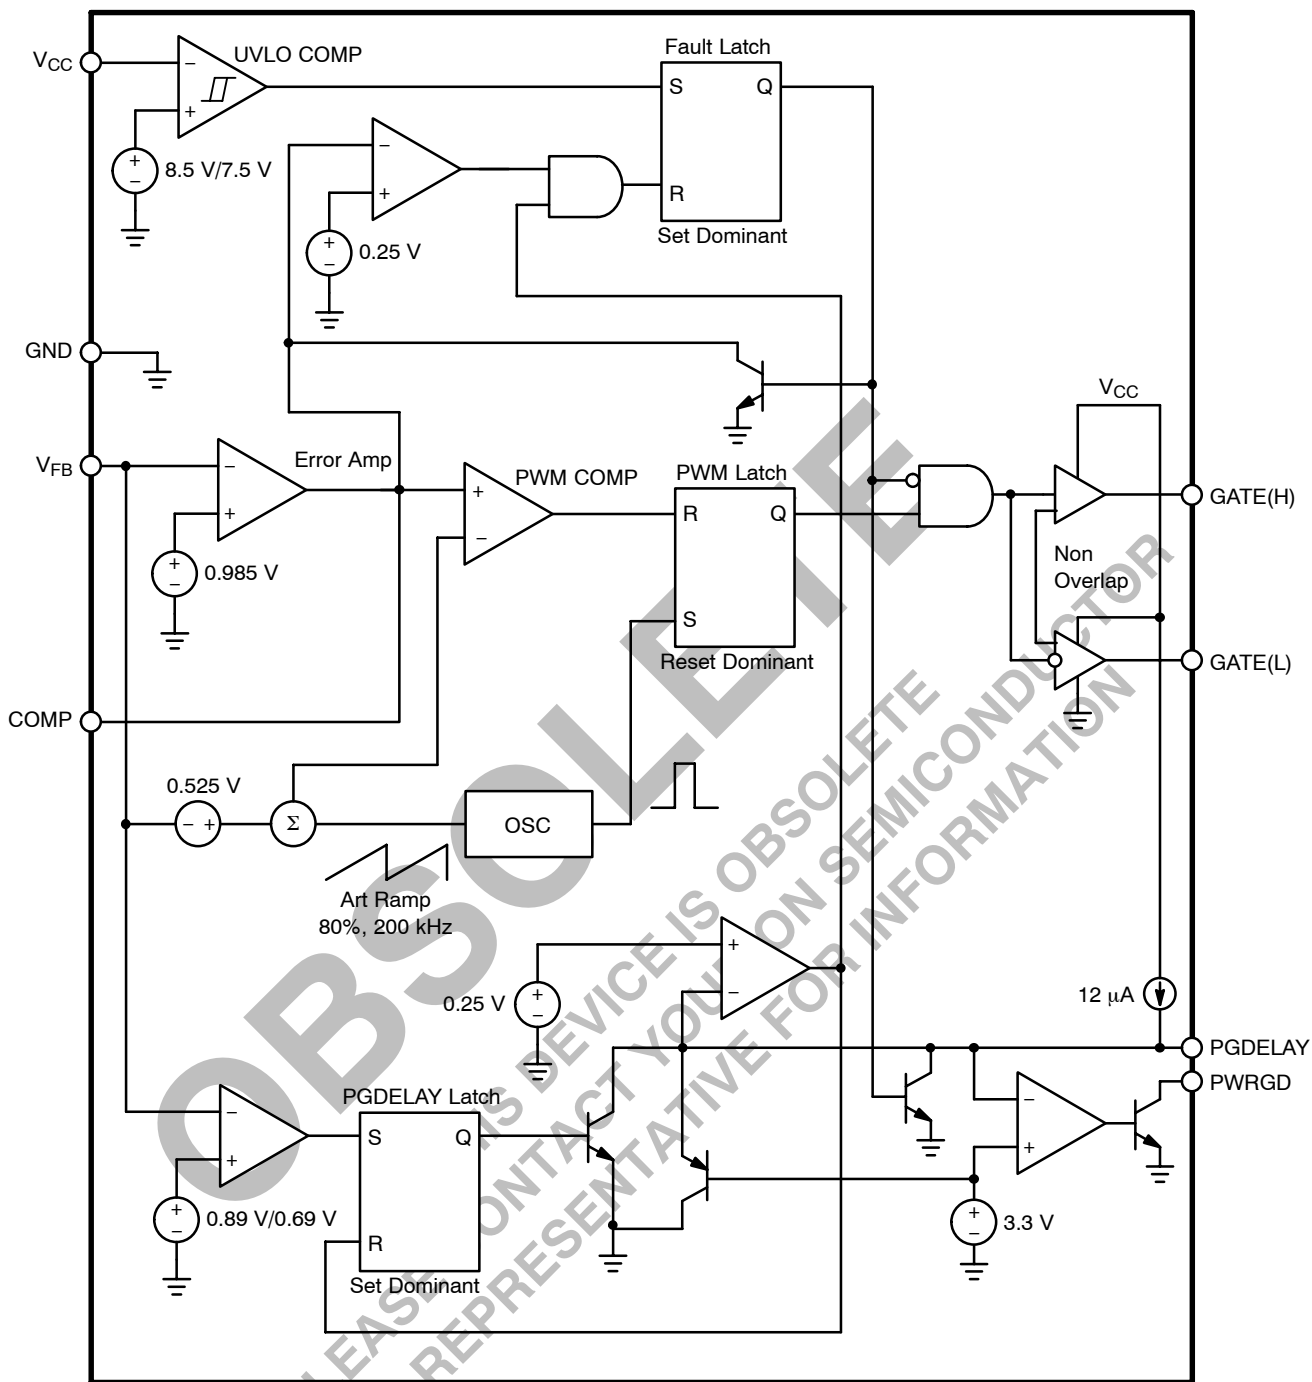 VCC
UVLO COMP
−
+
8.5 V/7.5 V
+
−
Fault Latch
S
Q
R
Set Dominant
−
+
+
−
0.25 V
GND
VCC
VFB
−
+
Error Amp
+
−
0.985 V
PWM COMP
+
−
PWM Latch
R
Q
S
Reset Dominant
GATE(H)
Non
Overlap
GATE(L)
COMP
0.525 V
− +
Σ
OSC
Art Ramp
80%, 200 kHz
+
−
0.25 V
+
−
12 μA
PGDELAY
PWRGD
−
+
PGDELAY Latch
S
Q
R
Set Dominant
−
+
+
−
0.89 V/0.69 V
+
−
3.3 V
OBSOLETE
THIS DEVICE IS OBSOLETE
PLEASE CONTACT YOUR ON SEMICONDUCTOR
REPRESENTATIVE FOR INFORMATION